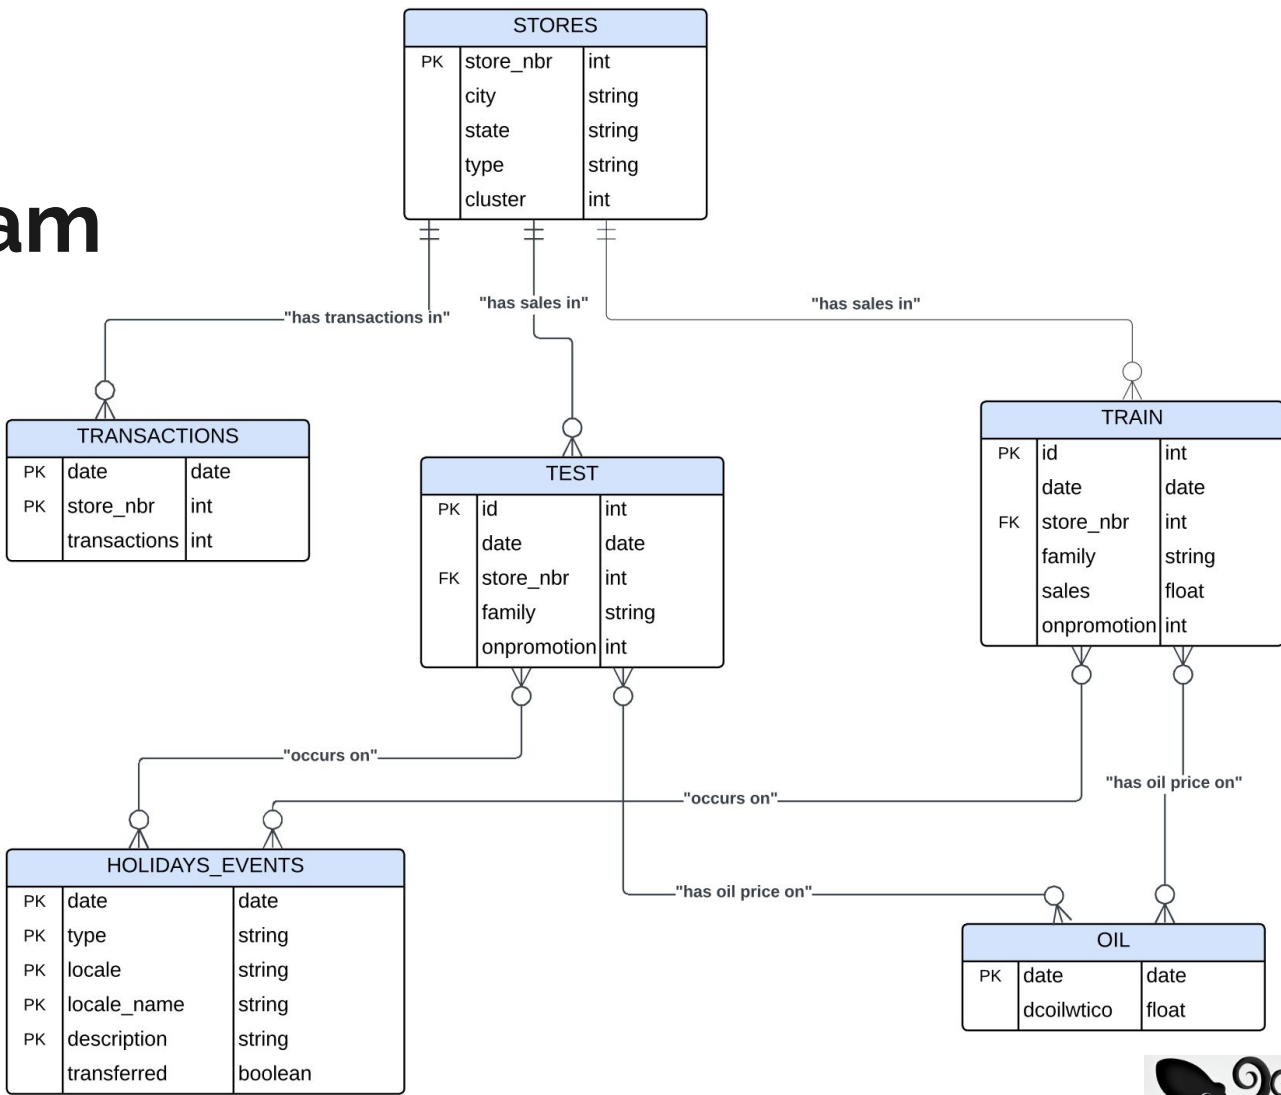 STORES
PK store_nbr int
city string
state string
type string
cluster int
am
"has transactions in"
"has sales in"
"has sales in"
TRANSACTIONS
PK date date
PK store_nbr int
transactions int
TEST
PK id int
date date
FK store_nbr int
family string
onpromotion int
TRAIN
PK id int
date date
FK store_nbr int
family string
sales float
onpromotion int
"occurs on"
"occurs on"
"has oil price on"
"has oil price on"
HOLIDAYS_EVENTS
PK date date
PK type string
PK locale string
PK locale_name string
PK description string
transferred boolean
OIL
PK date date
dcoilwtico float